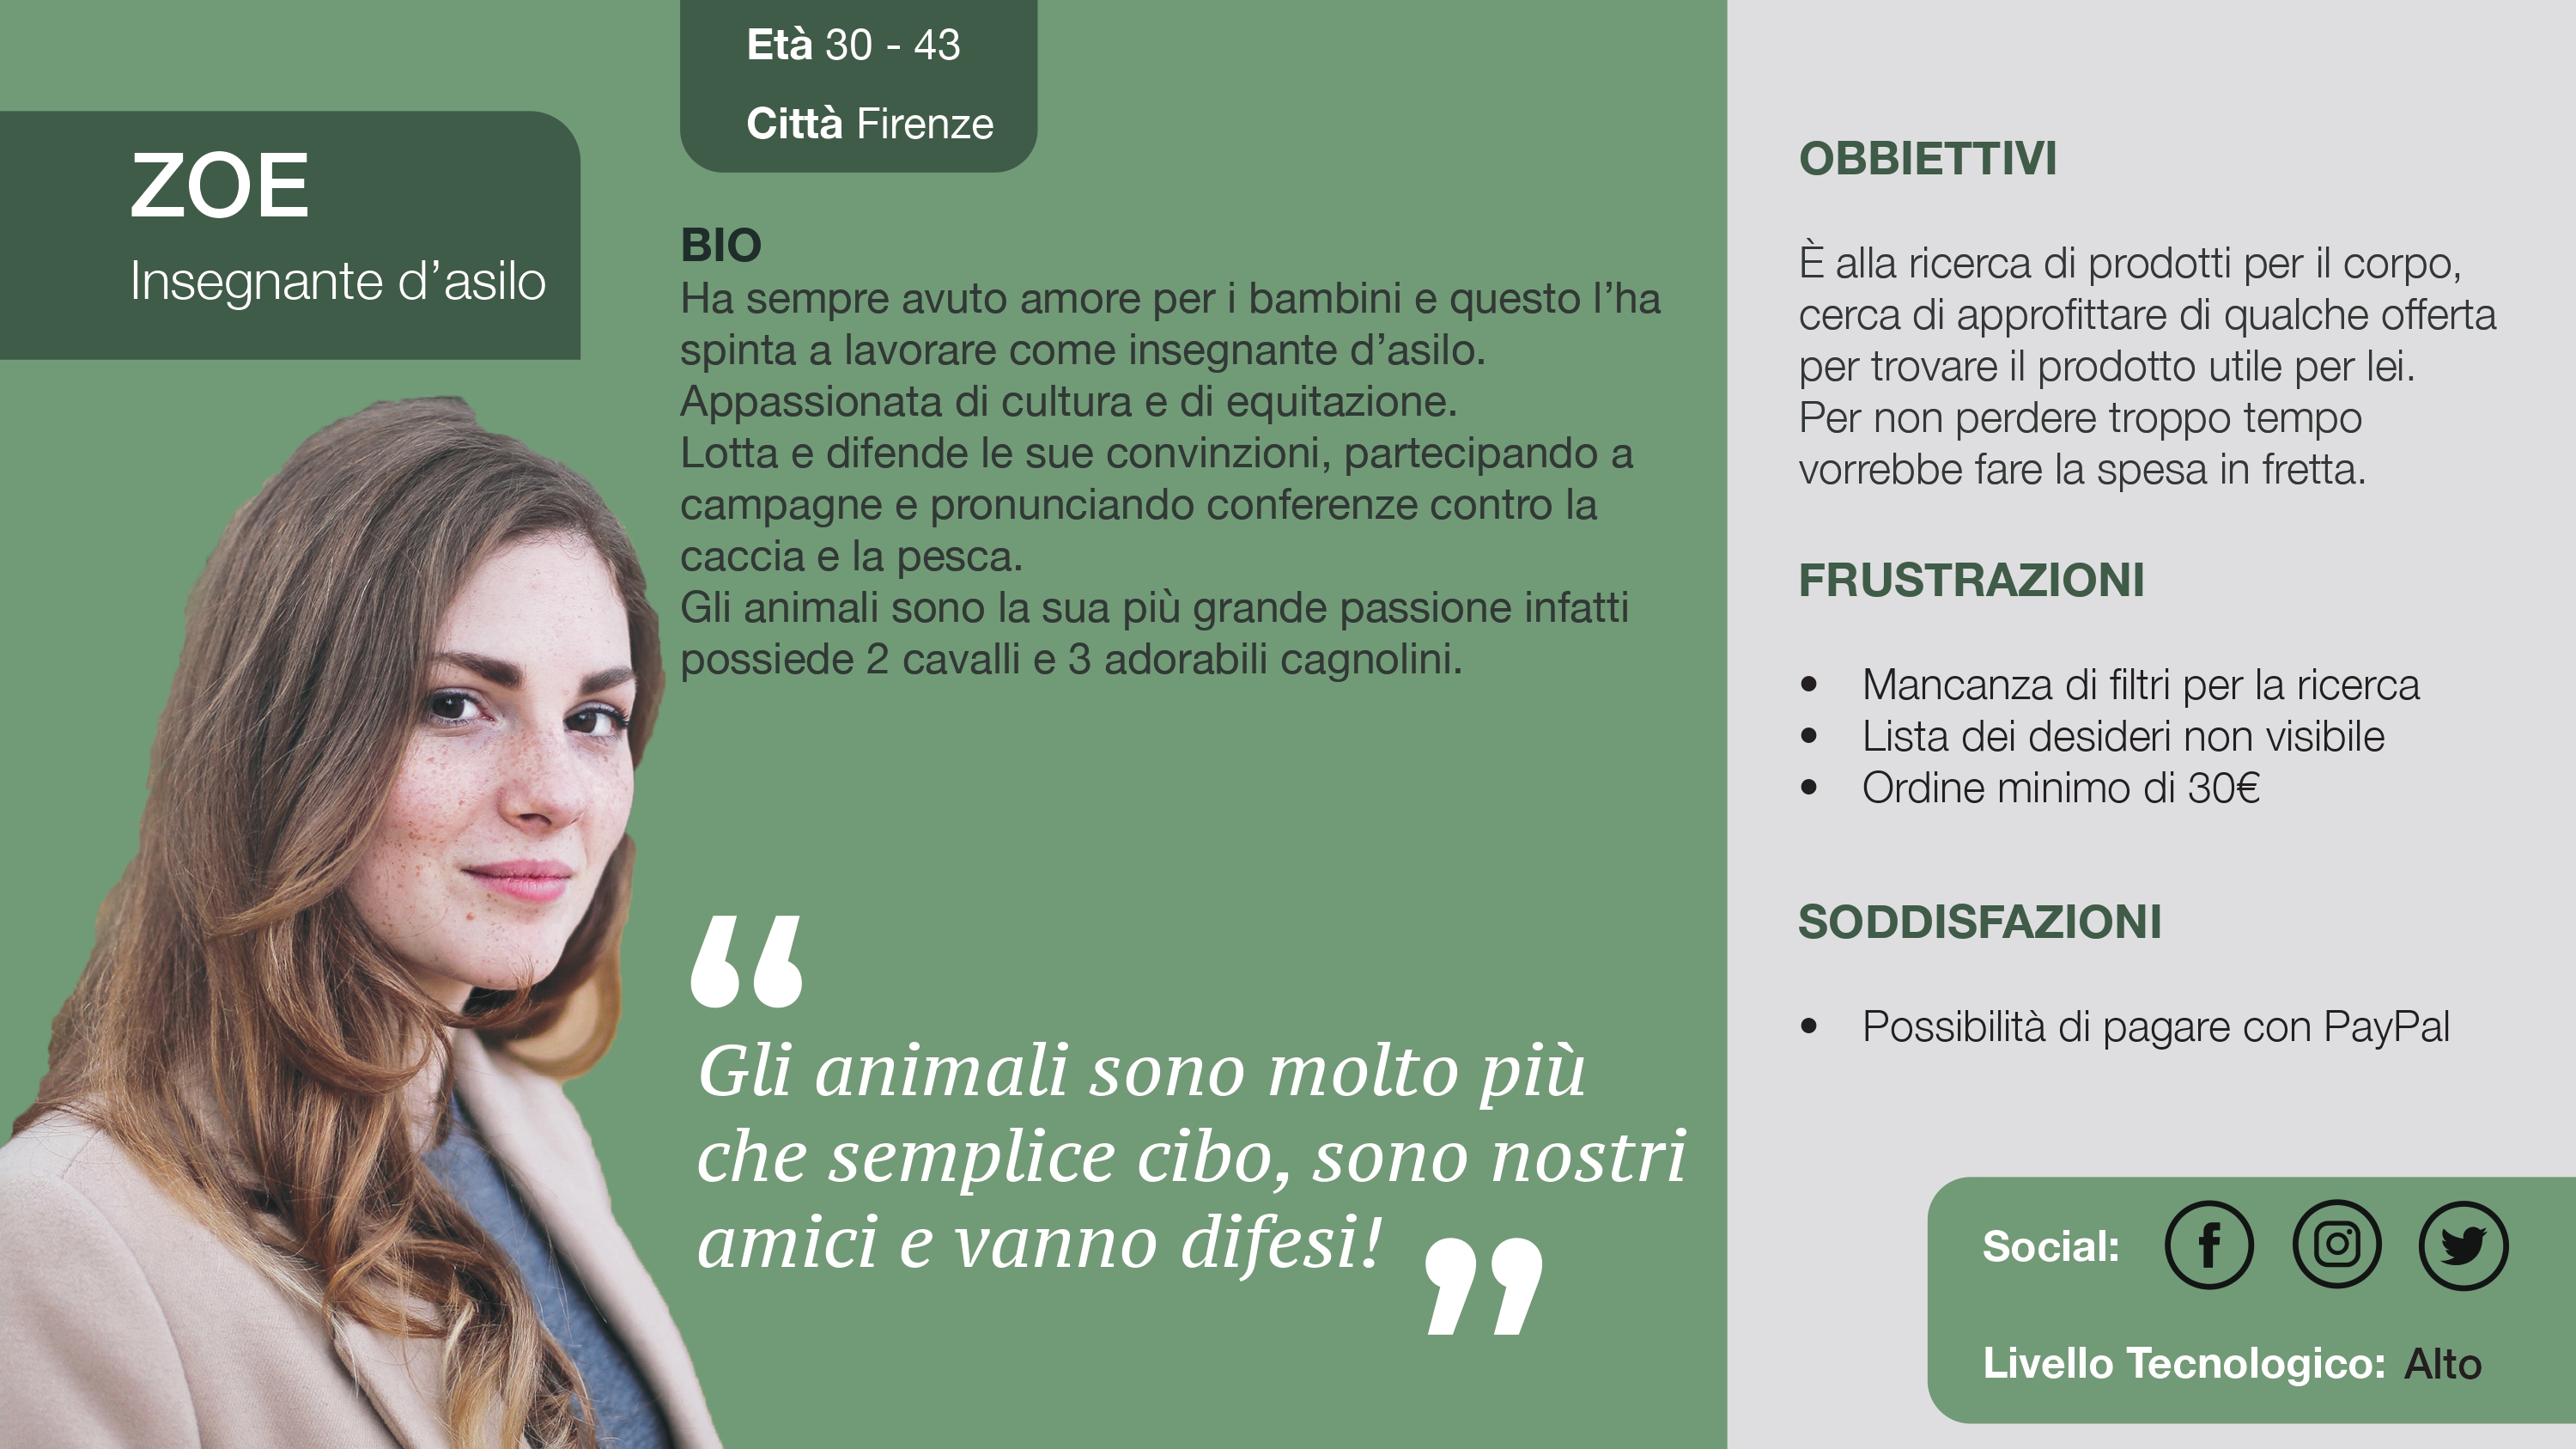 ZOE
Insegnante d’asilo
Età 30 - 43
Città Firenze
BIO
Ha sempre avuto amore per i bambini e questo l’ha
spinta a lavorare come insegnante d’asilo.
Appassionata di cultura e di equitazione.
Lotta e difende le sue convinzioni, partecipando a
campagne e pronunciando conferenze contro la
caccia e la pesca.
Gli animali sono la sua più grande passione infatti
possiede 2 cavalli e 3 adorabili cagnolini.
“
Gli animali sono molto più
che semplice cibo, sono nostri
amici e vanno difesi!
”
OBBIETTIVI
È alla ricerca di prodotti per il corpo,
cerca di approfittare di qualche offerta
per trovare il prodotto utile per lei.
Per non perdere troppo tempo
vorrebbe fare la spesa in fretta.
FRUSTRAZIONI
• Mancanza di filtri per la ricerca
• Lista dei desideri non visibile
• Ordine minimo di 30€
SODDISFAZIONI
• Possibilità di pagare con PayPal
Social:
Livello Tecnologico: Alto